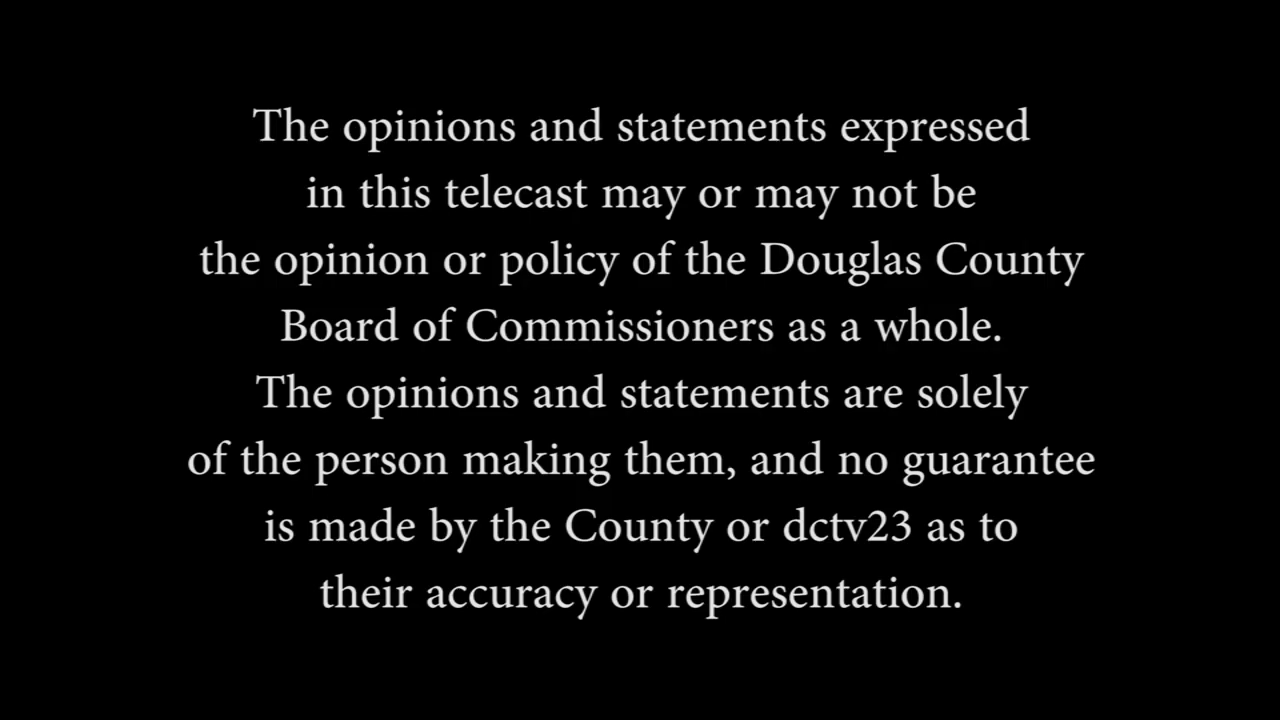 The opinions and statements expressed
in this telecast may or may not be
the opinion or policy of the Douglas County
Board of Commissioners as a whole.
The opinions and statements are solely
of the person making them, and no guarantee
is made by the County or dctv23 as to
their accuracy or representation.